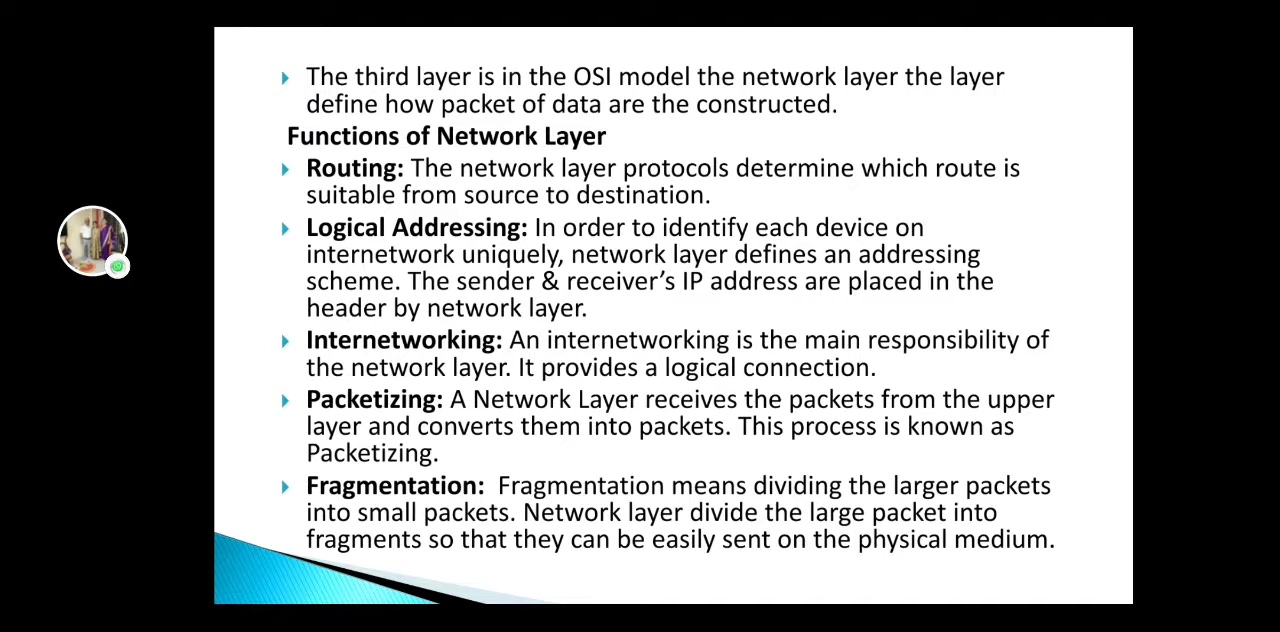 The third layer is in the OSI model the network layer the layer
define how packet of data are the constructed.
Functions of Network Layer
Routing: The network layer protocols determine which route is
suitable from source to destination.
Logical Addressing: In order to identify each device on
internetwork uniquely, network layer defines an addressing
scheme. The sender & receiver’s IP address are placed in the
header by network layer.
Internetworking: An internetworking is the main responsibility of
the network layer. It provides a logical connection.
Packetizing: A Network Layer receives the packets from the upper
layer and converts them into packets. This process is known as
Packetizing.
Fragmentation: Fragmentation means dividing the larger packets
into small packets. Network layer divide the large packet into
fragments so that they can be easily sent on the physical medium.